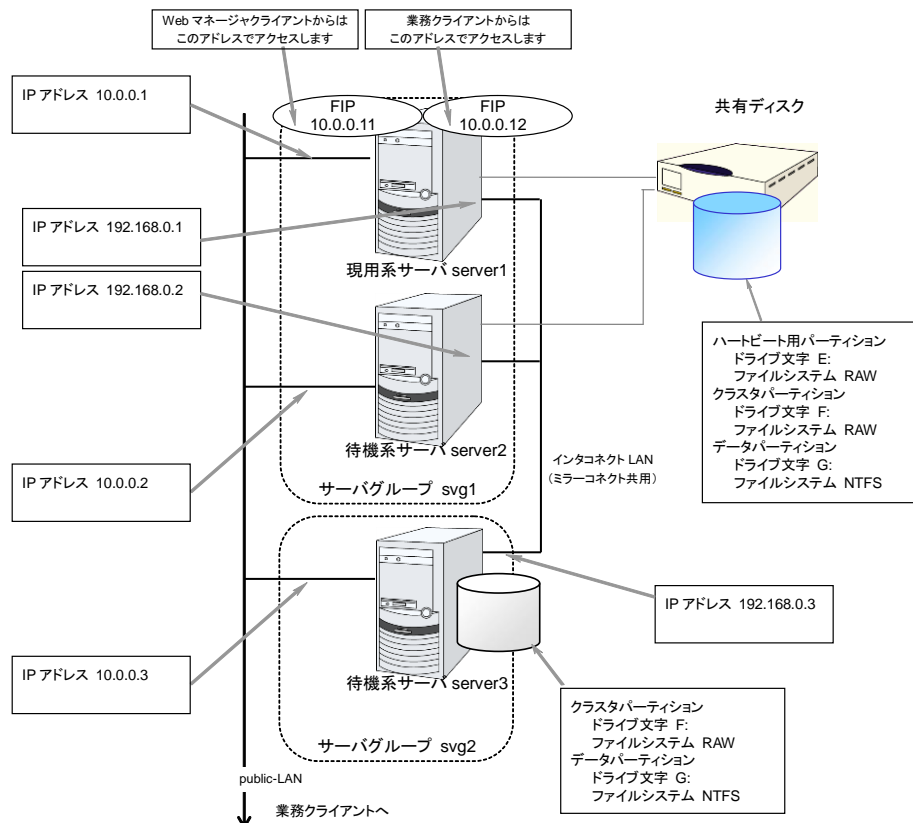 Web マネージャクライアントからは
このアドレスでアクセスします
業務クライアントからは
このアドレスでアクセスします
IP アドレス 10.0.0.1
FIP
10.0.0.11
FIP
10.0.0.12
共有ディスク
IP アドレス 192.168.0.1
現用系サーバ server1
IP アドレス 192.168.0.2
ハートビート用パーティション
ドライブ文字 E:
ファイルシステム RAW
クラスタパーティション
ドライブ文字 F:
ファイルシステム RAW
データパーティション
ドライブ文字 G:
ファイルシステム NTFS
待機系サーバ server2
インタコネクト LAN
（ミラーコネクト共用）
IP アドレス 10.0.0.2
サーバグループ svg1
IP アドレス 192.168.0.3
IP アドレス 10.0.0.3
待機系サーバ server3
クラスタパーティション
ドライブ文字 F:
ファイルシステム RAW
データパーティション
ドライブ文字 G:
ファイルシステム NTFS
サーバグループ svg2
public-LAN
業務クライアントへ